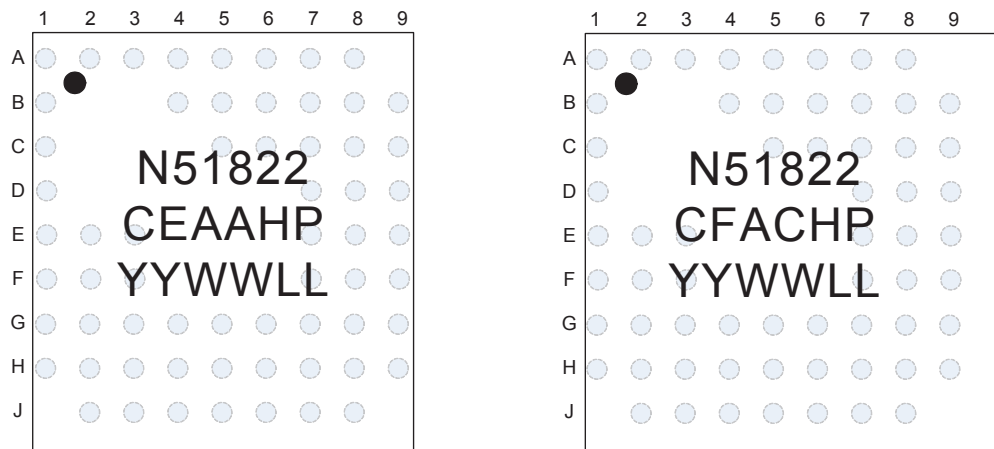 1 2 3 4 5 6 7 8 9
A
B
C
D
E
F
G
H
J
N51822
CEAAHP
YYWWLL
1 2 3 4 5 6 7 8 9
A
B
C
D
E
F
G
H
J
N51822
CFACHP
YYWWLL